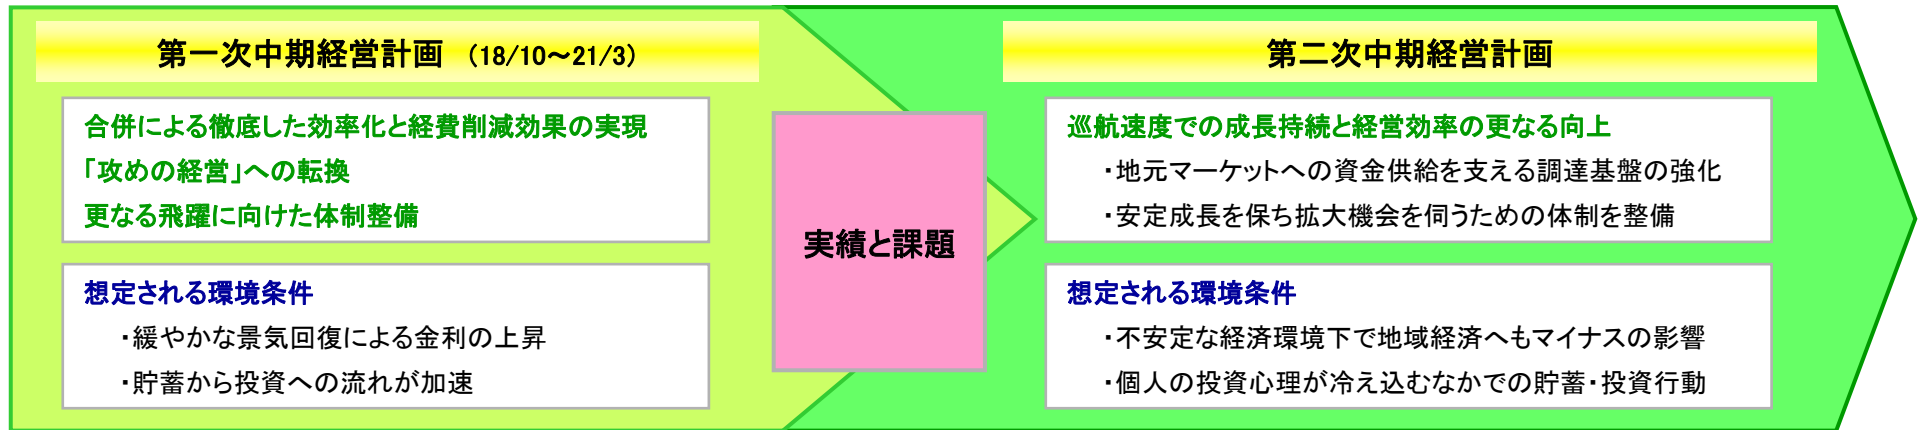 第一次中期経営計画 (18/10～21/3)
合併による徹底した効率化と経費削減効果の実現
「攻めの経営」への転換
更なる飛躍に向けた体制整備
想定される環境条件
・緩やかな景気回復による金利の上昇
・貯蓄から投資への流れが加速
実績と課題
第二次中期経営計画
巡航速度での成長持続と経営効率の更なる向上
・地元マーケットへの資金供給を支える調達基盤の強化
・安定成長を保ち拡大機会を伺うための体制を整備
想定される環境条件
・不安定な経済環境下で地域経済へもマイナスの影響
・個人の投資心理が冷え込むなかでの貯蓄・投資行動